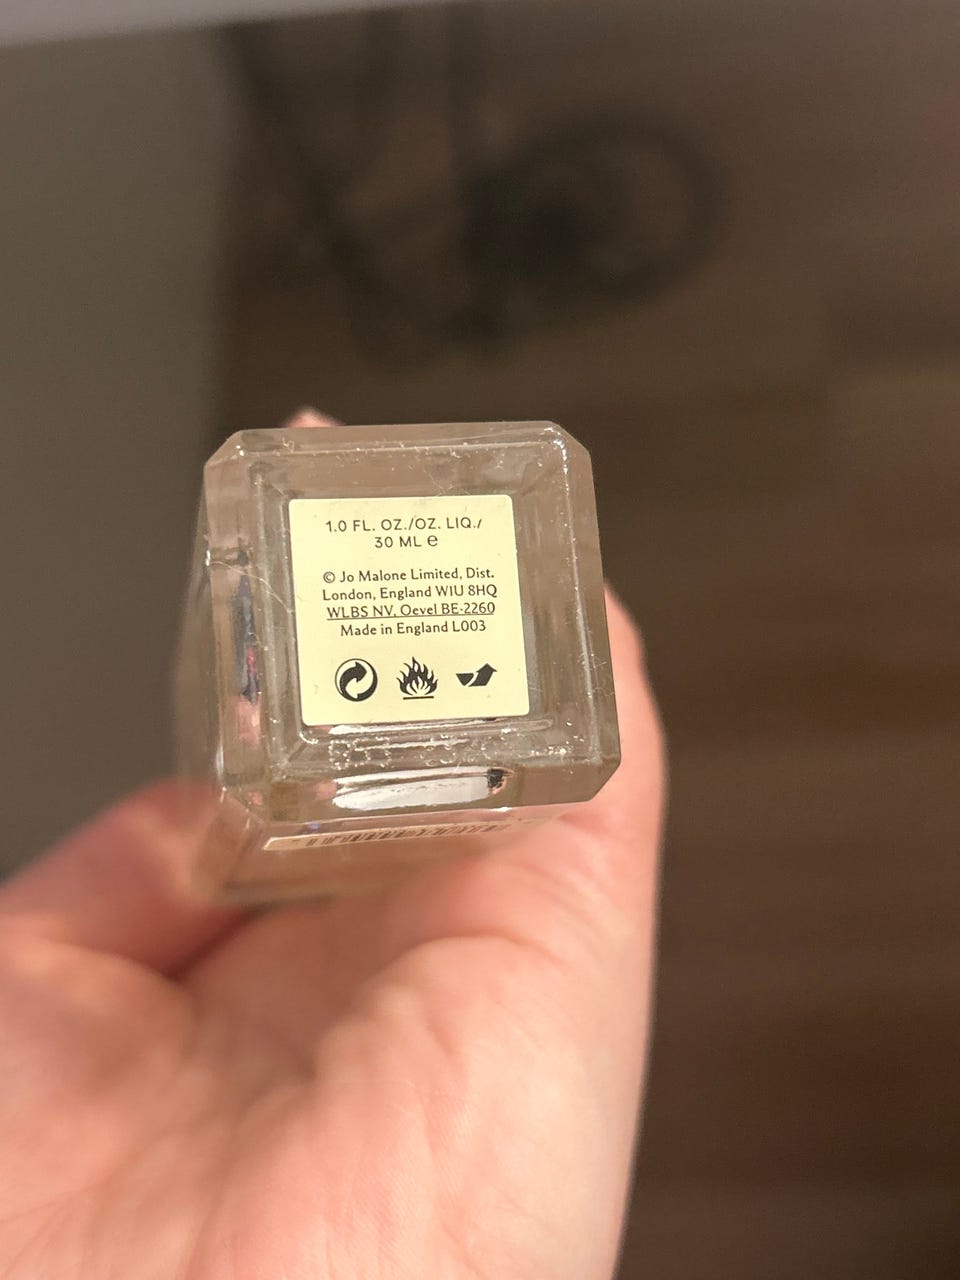 1.0 FL. OZ./OZ. LIQ./
30 ML ℮
© Jo Malone Limited, Dist.
London, England W1U 8HQ
WLBS NV, Oevel BE-2260
Made in England L003